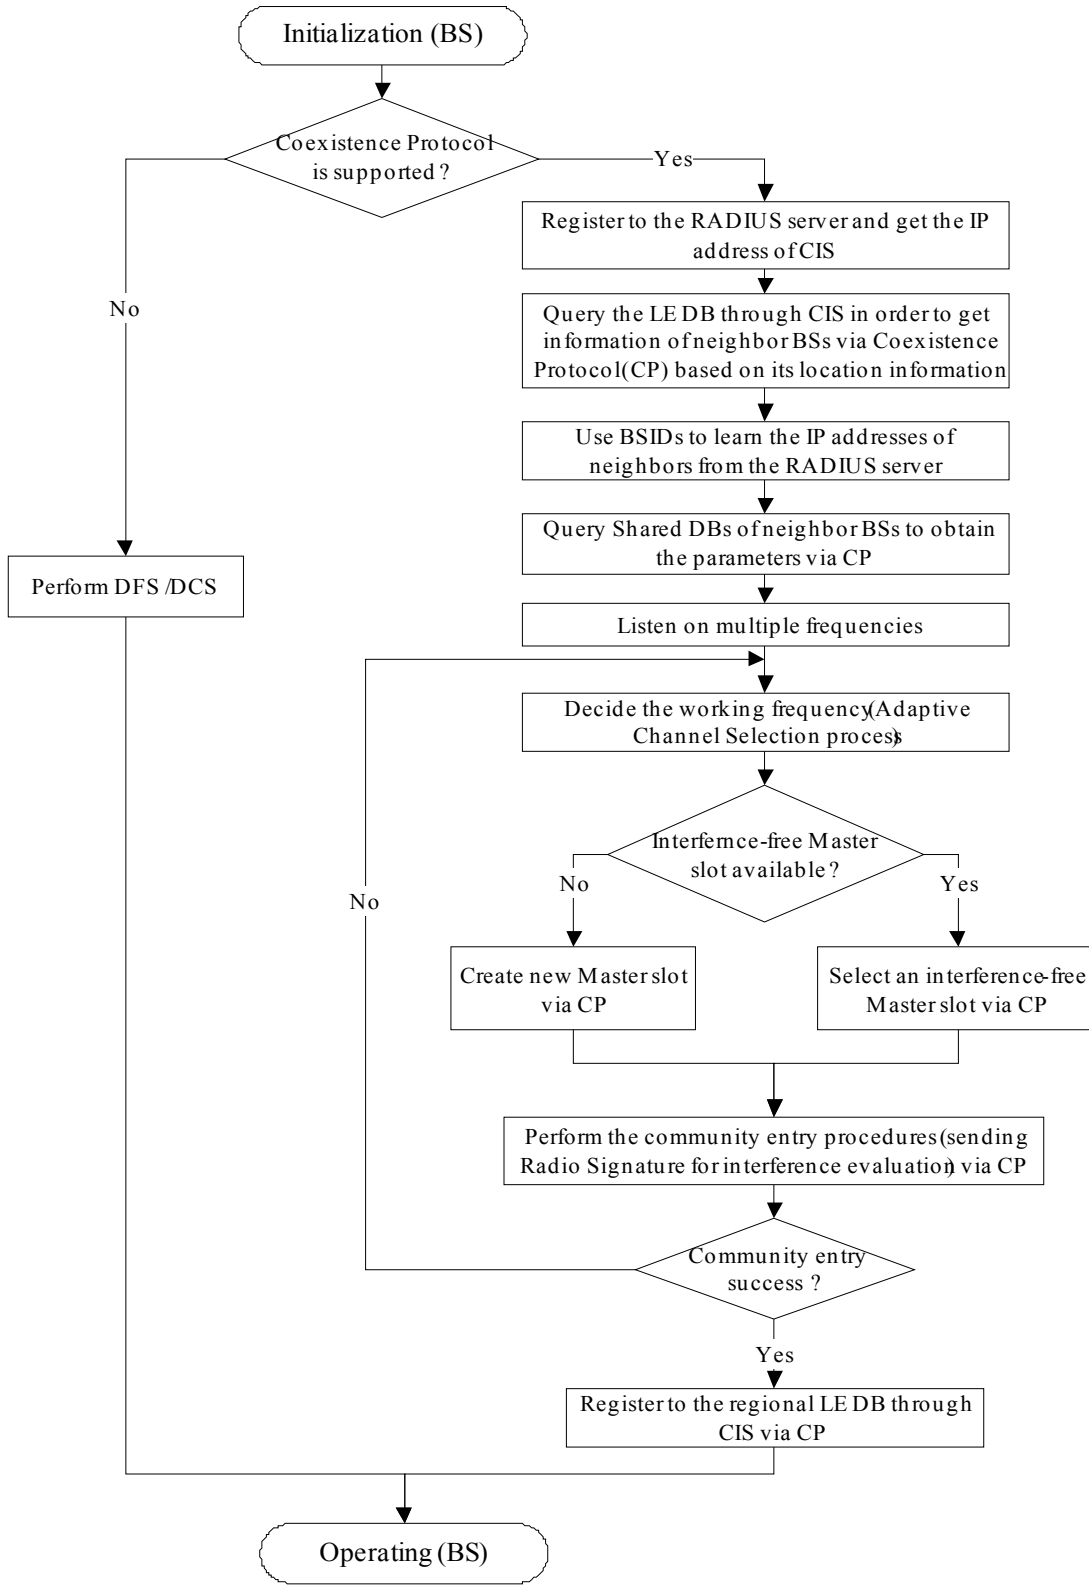 Initialization (BS)
Coexistence Protocol
is supported ?
Yes
Register to the RADIUS server and get the IP
address of CIS
No
Query the LE DB through CIS in order to get
information of neighbor BSs via Coexistence
Protocol(CP) based on its location information
Use BSIDs to learn the IP addresses of
neighbors from the RADIUS server
Query Shared DBs of neighbor BSs to obtain
the parameters via CP
Perform DFS /DCS
Listen on multiple frequencies
Decide the working frequency(Adaptive
Channel Selection process)
Interfernce-free Master
slot available ?
No
Yes
No
Create new Master slot
via CP
Select an interference-free
Master slot via CP
Perform the community entry procedures (sending
Radio Signature for interference evaluation) via CP
Community entry
success ?
Yes
Register to the regional LE DB through
CIS via CP
Operating (BS)